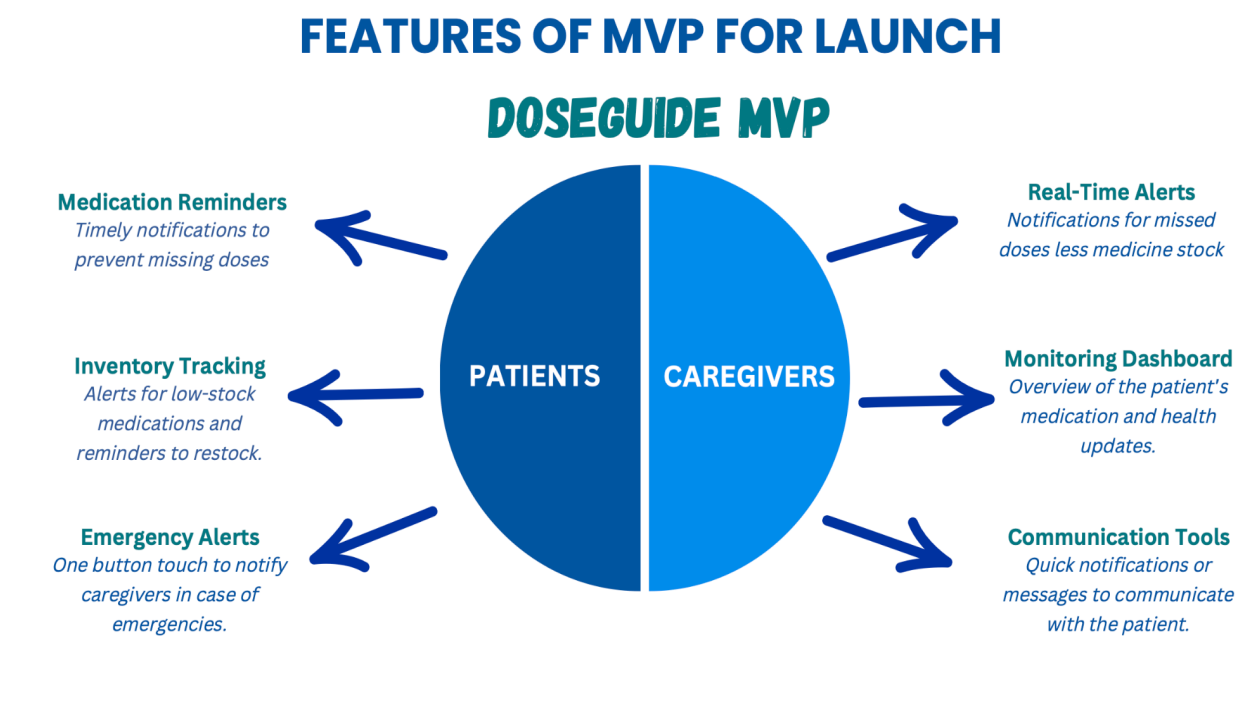 FEATURES OF MVP FOR LAUNCH
DOSEGUIDE MVP
Medication Reminders
Timely notifications to
prevent missing doses
Inventory Tracking
Alerts for low-stock
medications and
reminders to restock.
Emergency Alerts
One button touch to notify
caregivers in case of
emergencies.
PATIENTS
CAREGIVERS
Real-Time Alerts
Notifications for missed
doses less medicine stock
Monitoring Dashboard
Overview of the patient's
medication and health
updates.
Communication Tools
Quick notifications or
messages to communicate
with the patient.